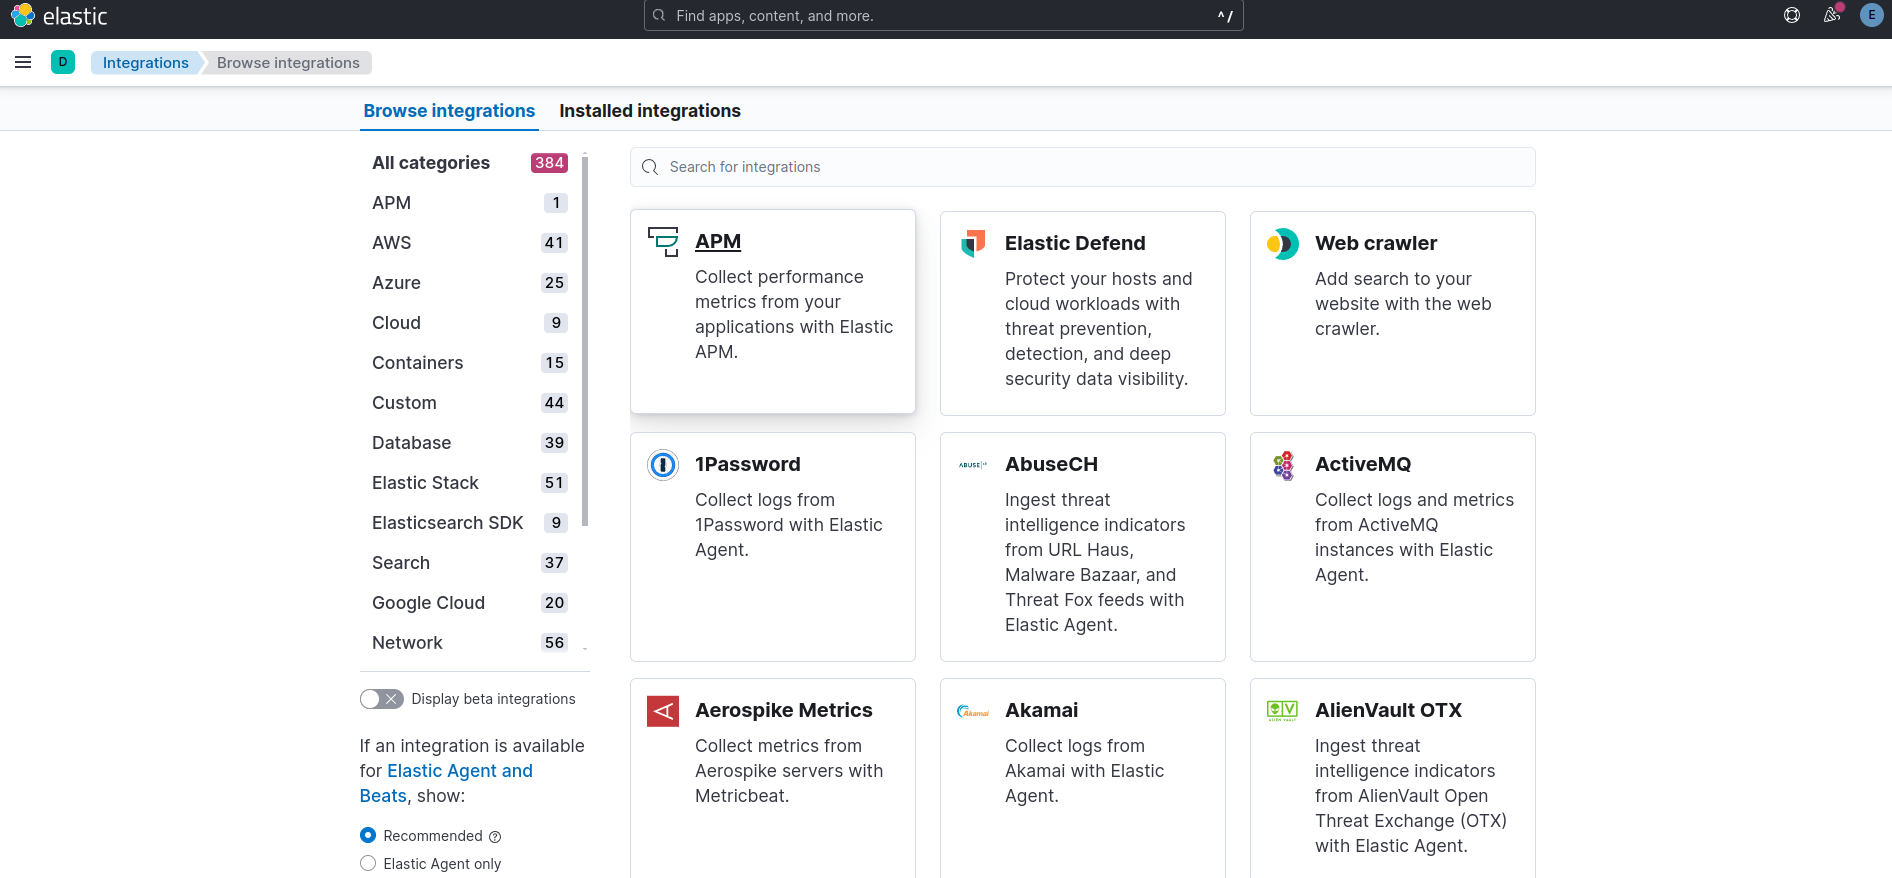 elastic
Find apps, content, and more.
^ /
E
D
Integrations
Browse integrations
Browse integrations
Installed integrations
All categories 384
APM 1
AWS 41
Azure 25
Cloud 9
Containers 15
Custom 44
Database 39
Elastic Stack 51
Elasticsearch SDK 9
Search 37
Google Cloud 20
Network 56
Display beta integrations
If an integration is available
for Elastic Agent and
Beats, show:
Recommended
Elastic Agent only
Search for integrations
APM
Collect performance
metrics from your
applications with Elastic
APM.
Elastic Defend
Protect your hosts and
cloud workloads with
threat prevention,
detection, and deep
security data visibility.
Web crawler
Add search to your
website with the web
crawler.
1Password
Collect logs from
1Password with Elastic
Agent.
ABUSE
AbuseCH
Ingest threat
intelligence indicators
from URL Haus,
Malware Bazaar, and
Threat Fox feeds with
Elastic Agent.
ActiveMQ
Collect logs and metrics
from ActiveMQ
instances with Elastic
Agent.
Aerospike Metrics
Collect metrics from
Aerospike servers with
Metricbeat.
Akamai
Akamai
Collect logs from
Akamai with Elastic
Agent.
ALIEN VAULT
AlienVault OTX
Ingest threat
intelligence indicators
from AlienVault Open
Threat Exchange (OTX)
with Elastic Agent.